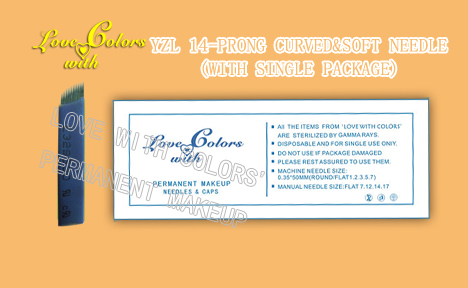 Love Colors
with
YZL 14-PRONG CURVED&SOFT NEEDLE
(WITH SINGLE PACKAGE)
Love Colors
with
PERMANENT MAKEUP
NEEDLES & CAPS
■ All THE ITEMS FROM 'LOVE WITH COLORS'
ARE STERILIZED BY GAMMA RAYS.
■ DISPOSABLE AND FOR SINGLE USE ONLY.
■ DO NOT USE IF PACKAGE DAMAGED
■ PLEASE REST ASSURED TO USE THEM.
■ MACHINE NEEDLE SIZE:
0.35*50MM(ROUND/FLAT1.2.3.5.7)
■ MANUAL NEEDLE SIZE:FLAT 7.12.14.17
LOVE WITH COLORS'
PERMANENT MAKEUP